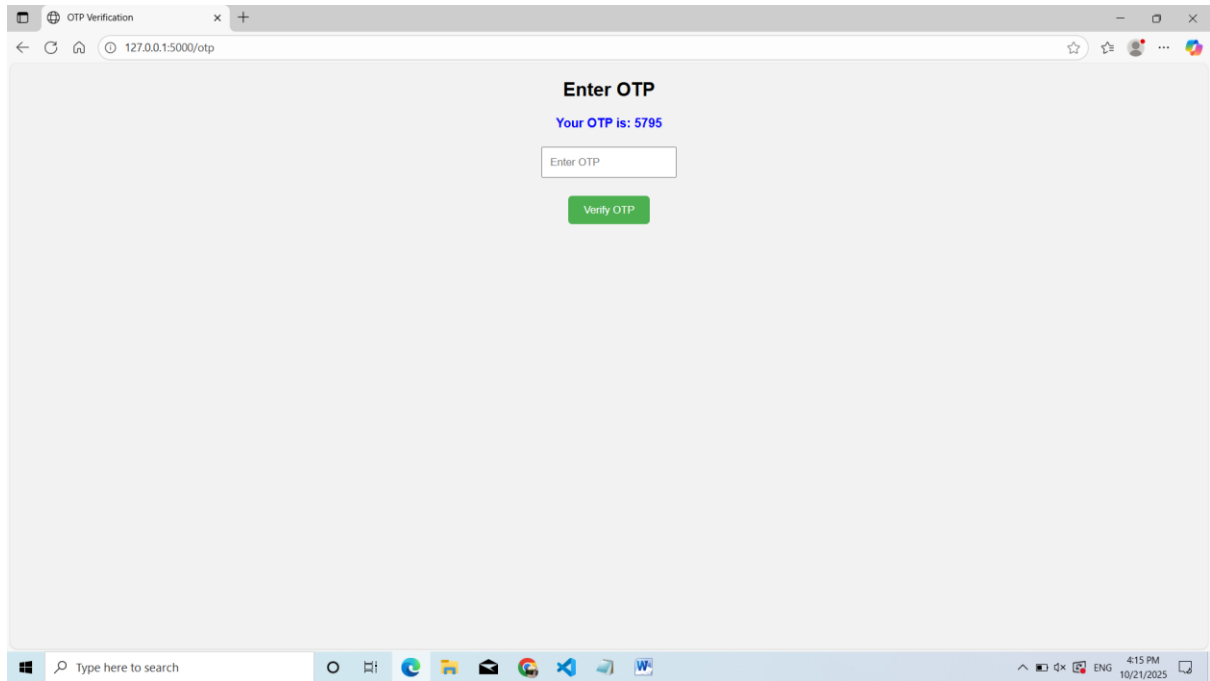 OTP Verification
127.0.0.1:5000/otp
Enter OTP
Your OTP is: 5795
Enter OTP
Verify OTP
Type here to search
ENG
4:15 PM
10/21/2025